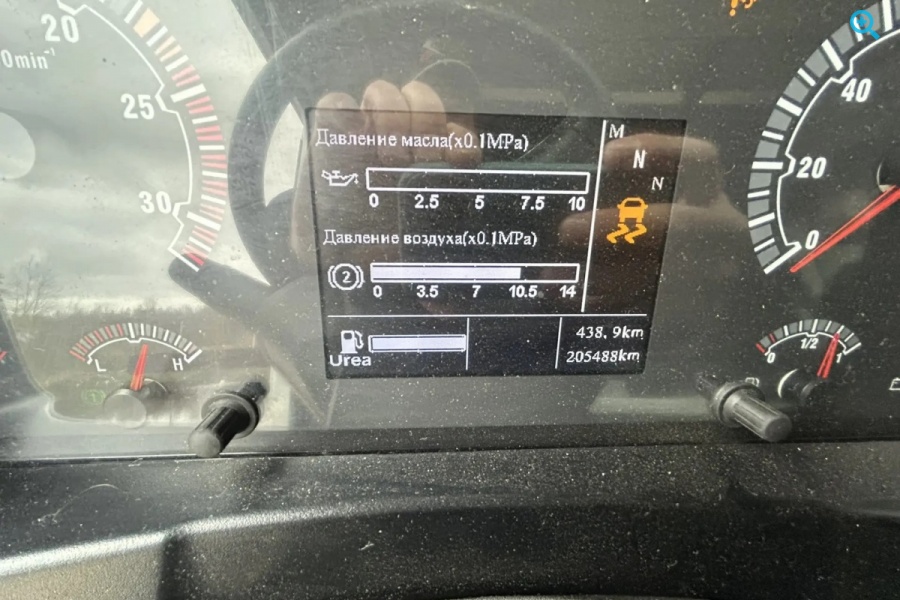 20
0min⁻¹
25
30
L H
Давление масла(x0.1MPa)
0 2.5 5 7.5 10
Давление воздуха(x0.1MPa)
2
0 3.5 7 10.5 14
Urea
M
N
N
438, 9km
205488km
40
20
0
0 1/2